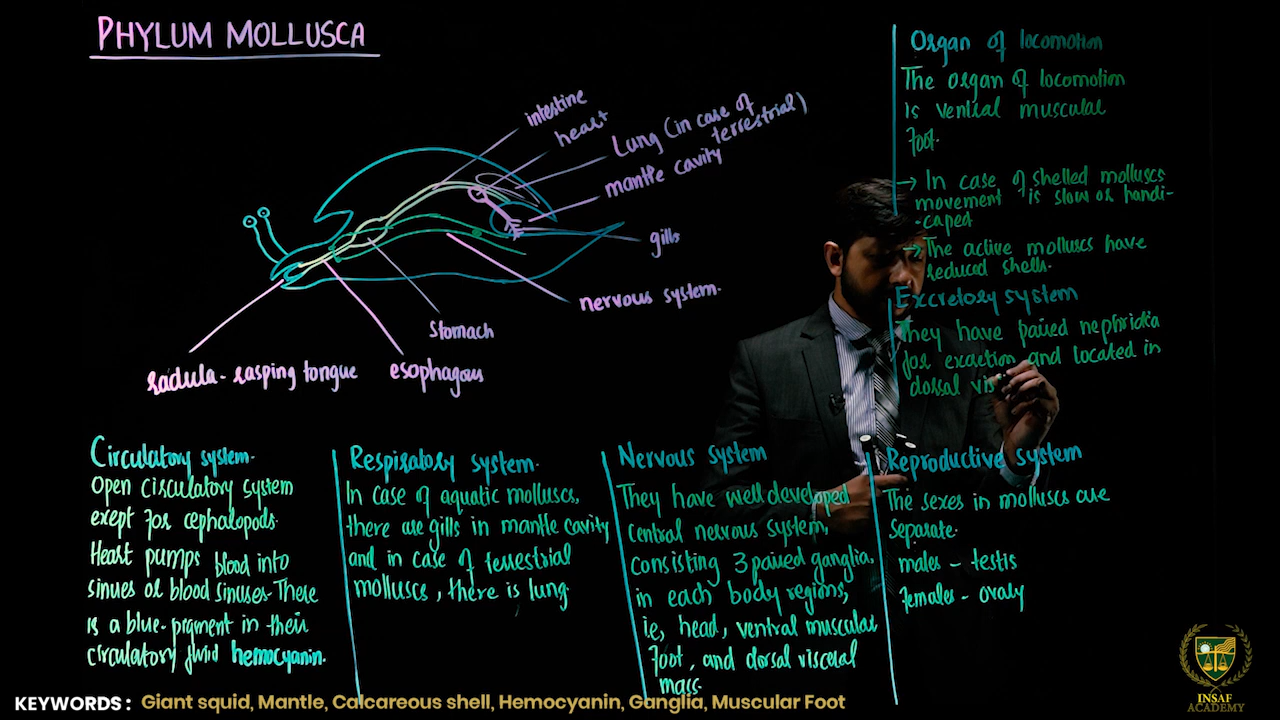 PHYLUM MOLLUSCA
intestine
heart
Lung (in case of
terrestrial)
mantle cavity
gills
nervous system.
Stomach
esophagous
radula - rasping tongue
Organ of locomotion
The organ of locomotion
is ventral muscular
foot.
→ In case of shelled molluscs
movement is slow or handi-
-caped
→ The active molluscs have
reduced shells.
Excretory system
They have paired nephridia
for exaction and located in
dorsal vis
Circulatory system.
Open circulatory system
exept for cephalopods.
Heart pumps blood into
sinues or blood sinuses. There
is a blue-pigment in their
circulatory fluid hemocyanin.
Respiratory system.
In case of aquatic molluscs,
there are gills in mantle cavity
and in case of terrestrial
molluscs, there is lung.
Nervous system
They have well developed
central nervous system,
consisting 3 paired ganglia,
in each body regions,
ie, head, ventral muscular
foot, and dorsal visceral
mass.
Reproductive system
The sexes in molluscs are
separate.
males - testis
females - ovary
KEYWORDS : Giant squid, Mantle, Calcareous shell, Hemocyanin, Ganglia, Muscular Foot
INSAF
ACADEMY